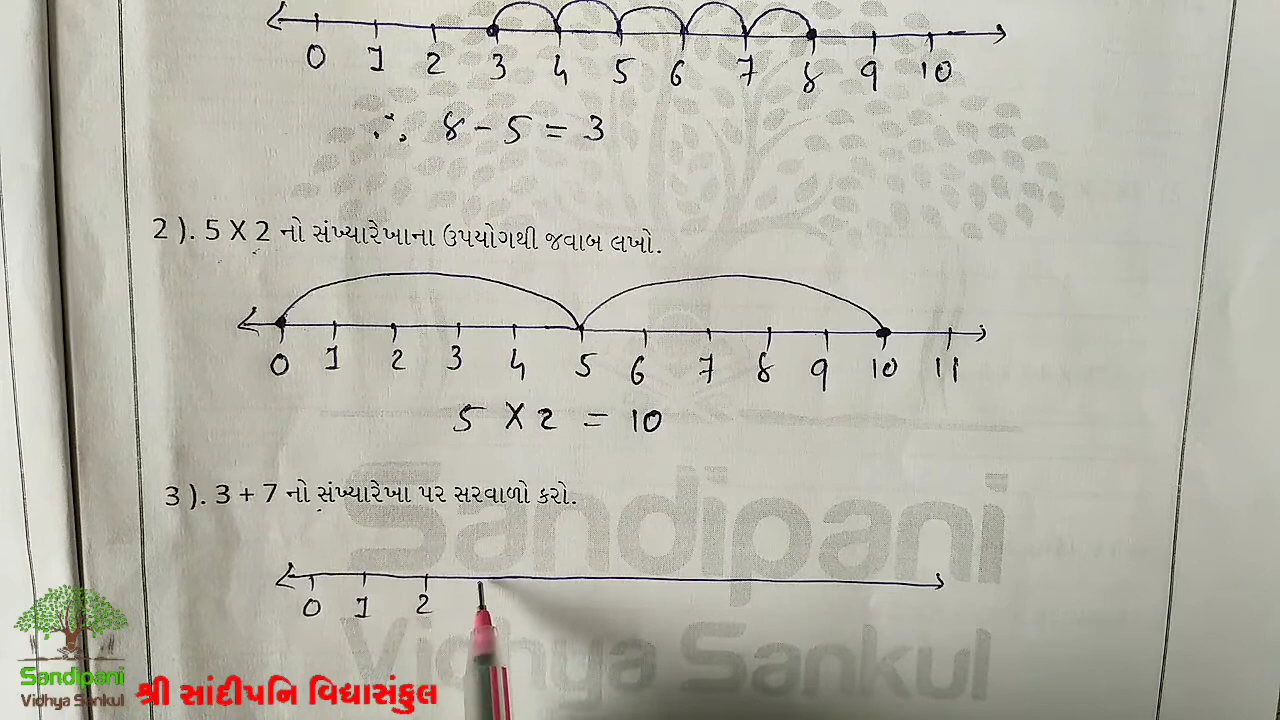 0 1 2 3 4 5 6 7 8 9 10
∴ 8 - 5 = 3
2 ). 5 X 2 નો સંખ્યારેખાના ઉપયોગથી જવાબ લખો.
0 1 2 3 4 5 6 7 8 9 10 11
5 X 2 = 10
3 ). 3 + 7 નો સંખ્યારેખા પર સરવાળો કરો.
0 1 2
Sandipani
Vidhya Sankul
Sandipani
Vidhya Sankul
શ્રી સાંદીપનિ વિદ્યાસંકુલ